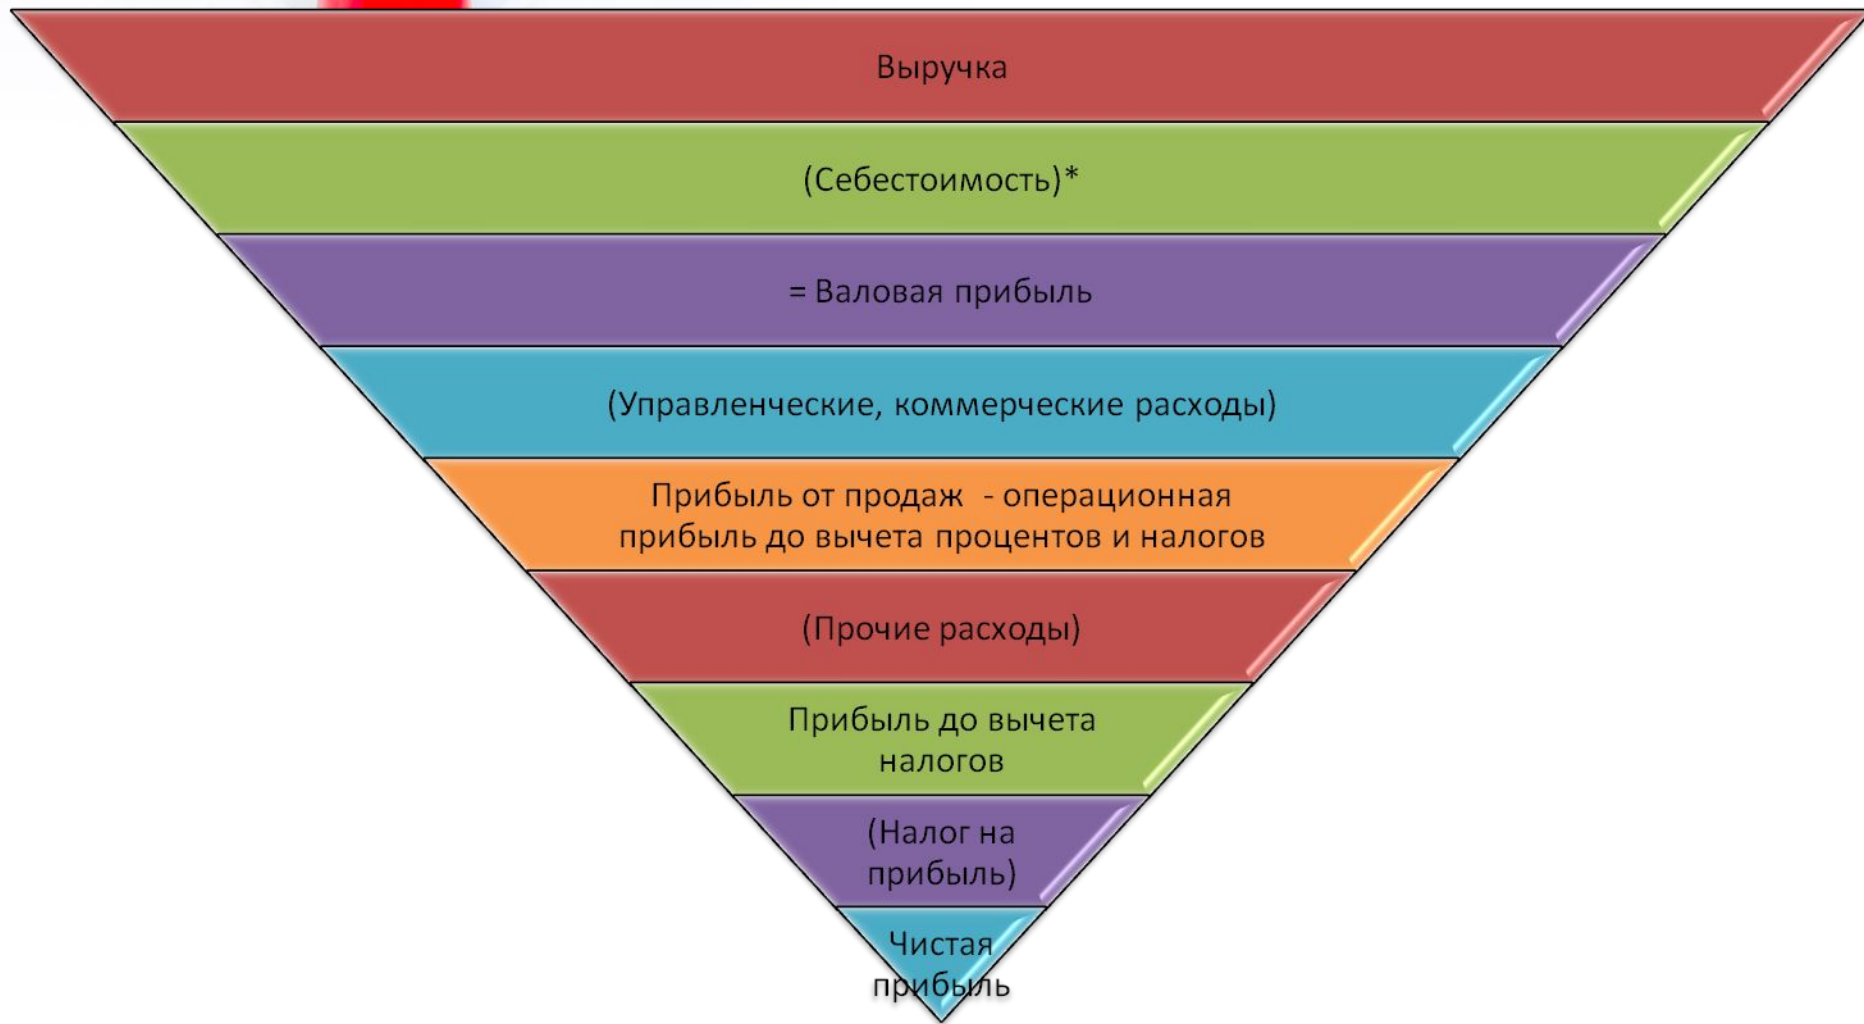 Выручка
(Себестоимость)*
= Валовая прибыль
(Управленческие, коммерческие расходы)
Прибыль от продаж  - операционная
прибыль до вычета процентов и налогов
(Прочие расходы)
Прибыль до вычета
налогов
(Налог на
прибыль)
Чистая
прибыль